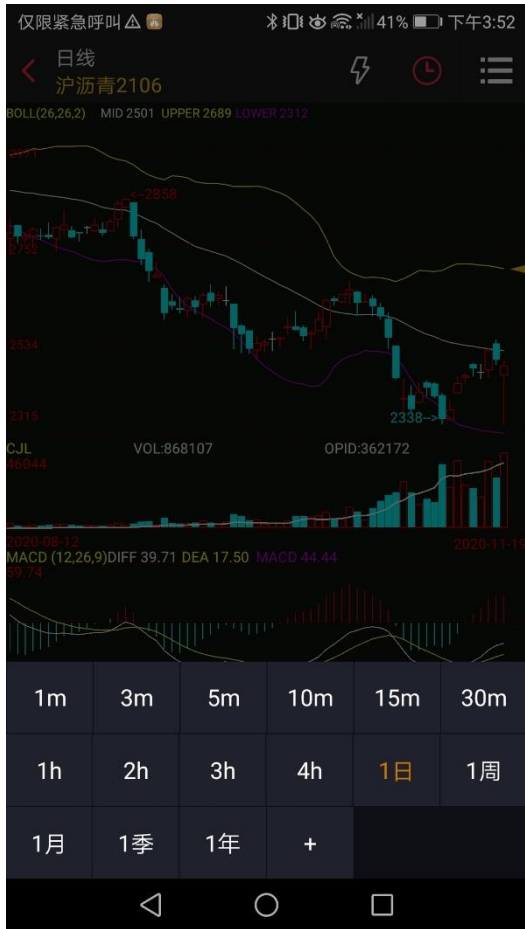 仅限紧急呼叫 41% 下午3:52
日线
沪沥青2106
BOLL(26,26,2) MID 2501 UPPER 2689 LOWER 2312
2971
<--2858
2752
2534
2315
2338-->
CJL VOL:868107 OPID:362172
46044
2020-08-12 2020-11-19
MACD (12,26,9)DIFF 39.71 DEA 17.50 MACD 44.44
59.74
1m 3m 5m 10m 15m 30m
1h 2h 3h 4h 1日 1周
1月 1季 1年 +